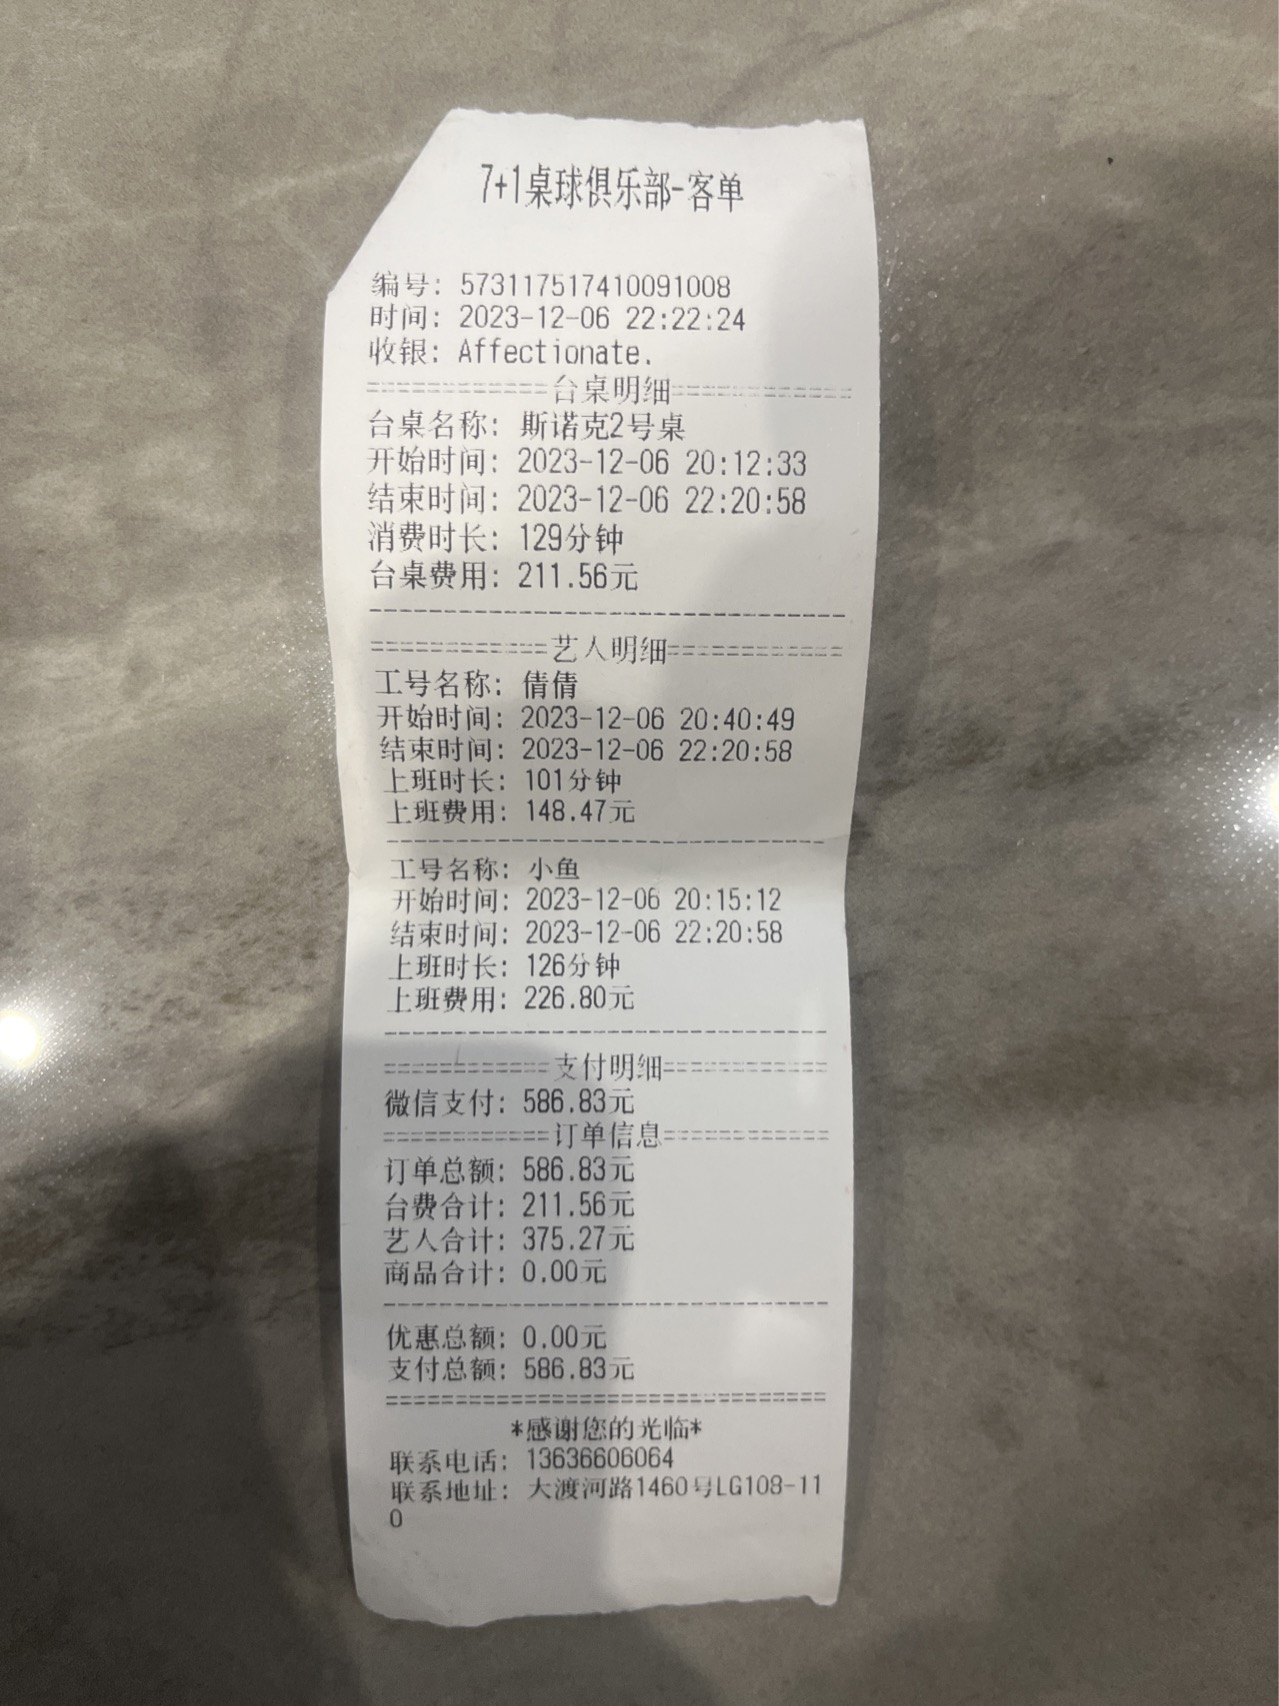 7+1桌球俱乐部-客单
编号: 573117517410091008
时间: 2023-12-06 22:22:24
收银: Affectionate.
============台桌明细============
台桌名称: 斯诺克2号桌
开始时间: 2023-12-06 20:12:33
结束时间: 2023-12-06 22:20:58
消费时长: 129分钟
台桌费用: 211.56元
--------------------------------
============艺人明细============
工号名称: 倩倩
开始时间: 2023-12-06 20:40:49
结束时间: 2023-12-06 22:20:58
上班时长: 101分钟
上班费用: 148.47元
--------------------------------
工号名称: 小鱼
开始时间: 2023-12-06 20:15:12
结束时间: 2023-12-06 22:20:58
上班时长: 126分钟
上班费用: 226.80元
--------------------------------
============支付明细============
微信支付: 586.83元
============订单信息============
订单总额: 586.83元
台费合计: 211.56元
艺人合计: 375.27元
商品合计: 0.00元
--------------------------------
优惠总额: 0.00元
支付总额: 586.83元
================================
*感谢您的光临*
联系电话: 13636606064
联系地址: 大渡河路1460号LG108-11
0